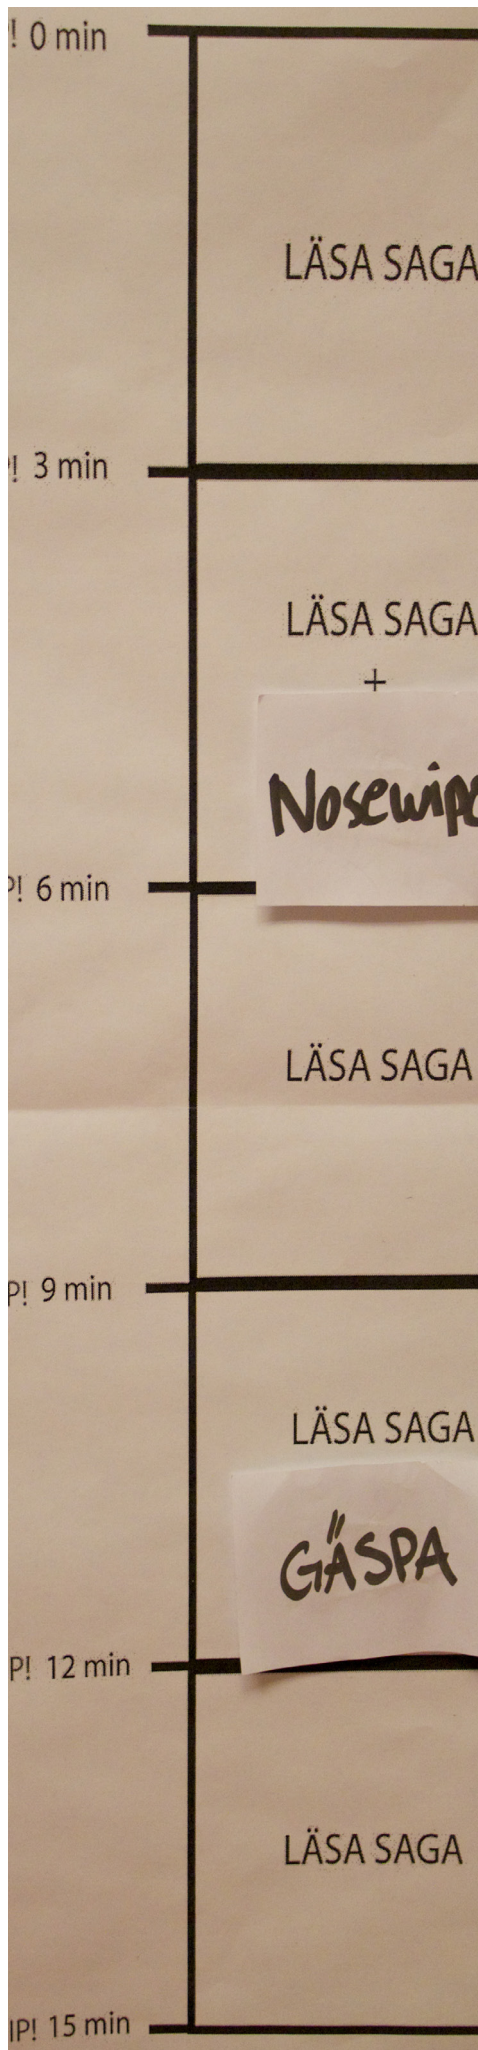 ! 0 min
LÄSA SAGA
! 3 min
LÄSA SAGA
+
Nosewipe
P! 6 min
LÄSA SAGA
P! 9 min
LÄSA SAGA
GÄSPA
P! 12 min
LÄSA SAGA
IP! 15 min